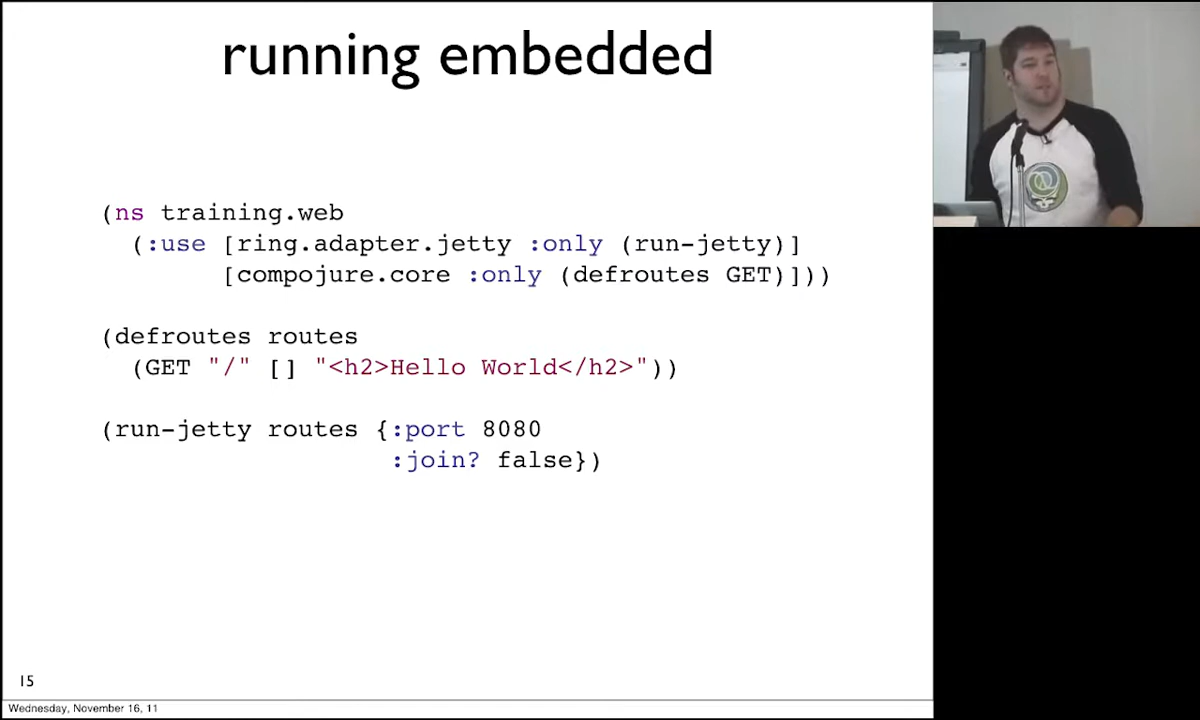 running embedded
(ns training.web
(:use [ring.adapter.jetty :only (run-jetty)]
[compojure.core :only (defroutes GET)]))
(defroutes routes
(GET "/" [] "<h2>Hello World</h2>"))
(run-jetty routes {:port 8080
:join? false})
15
Wednesday, November 16, 11